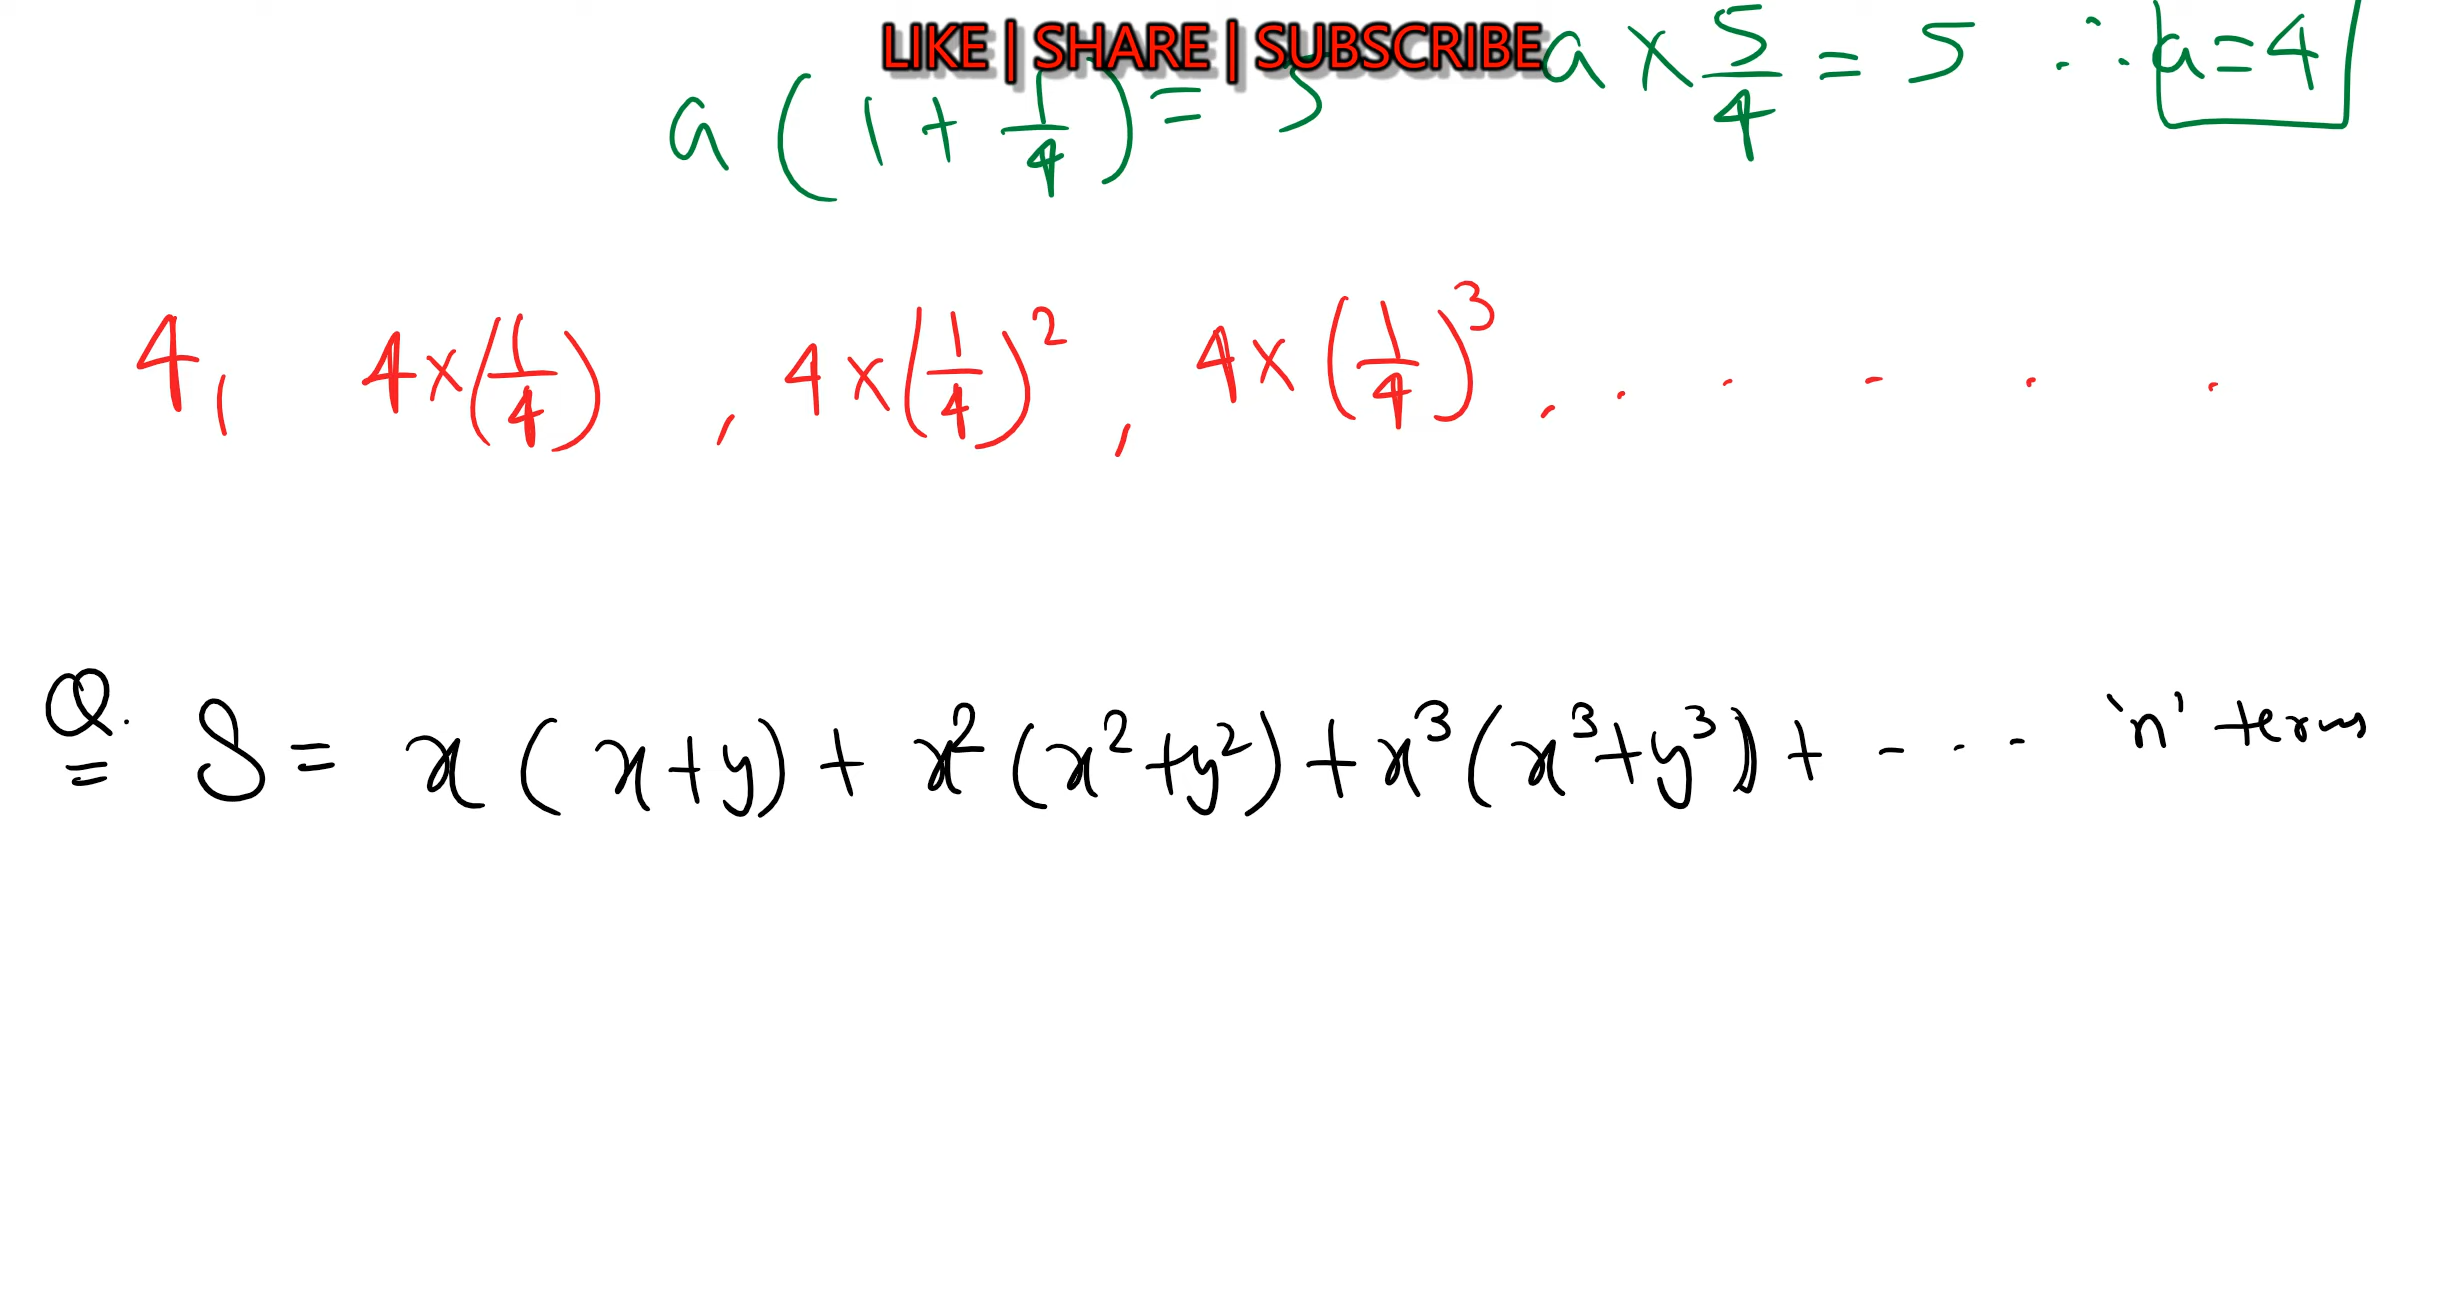 LIKE | SHARE | SUBSCRIBE
a × 5/4 = 5 ∴ a = 4
a (1 + 1/4) = 5
4, 4×(1/4), 4×(1/4)², 4×(1/4)³, . . - . .
Q. S = x(x+y) + x²(x²+y²) + x³(x³+y³) + - - - 'n' terms